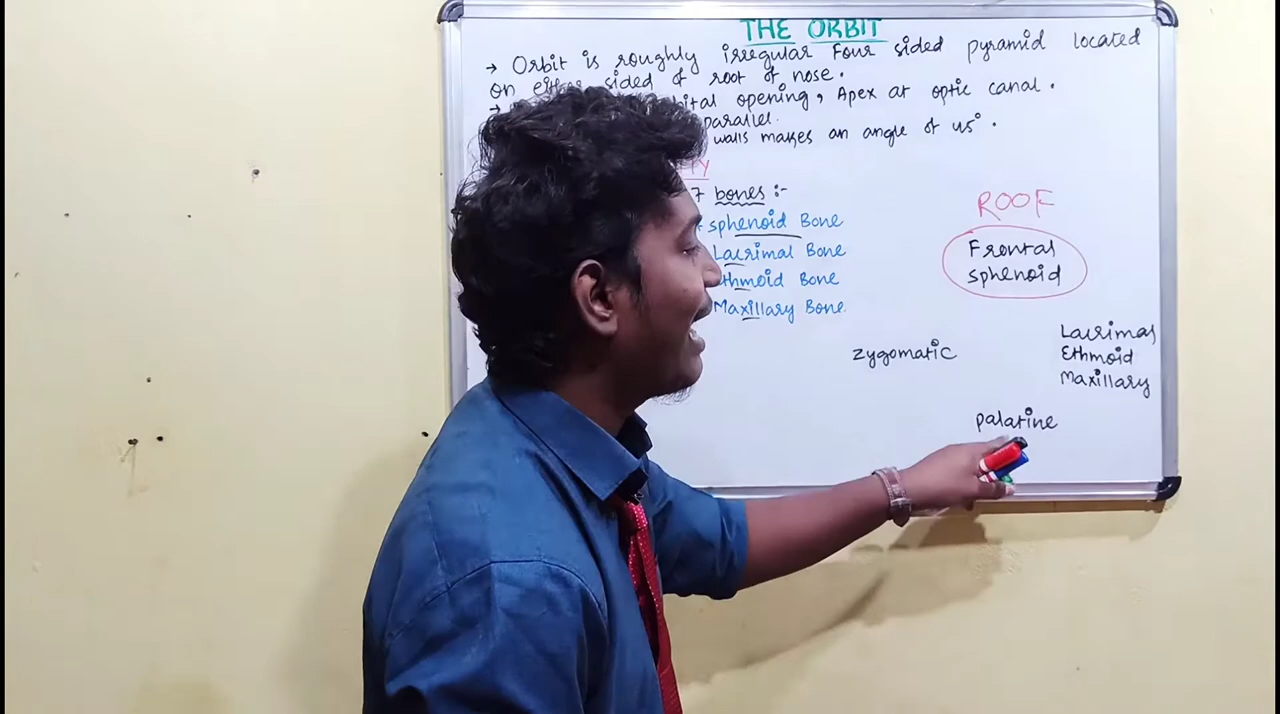 THE ORBIT
→ Orbit is roughly irregular Four sided pyramid located
on either sided of root of nose.
→ orbital opening, Apex at optic canal.
parallel.
walls makes an angle of 45°.
7 bones :-
sphenoid Bone
Lacrimal Bone
Ethmoid Bone
Maxillary Bone.
ROOF
Frontal
sphenoid
zygomatic
Lacrimal
Ethmoid
Maxillary
palatine